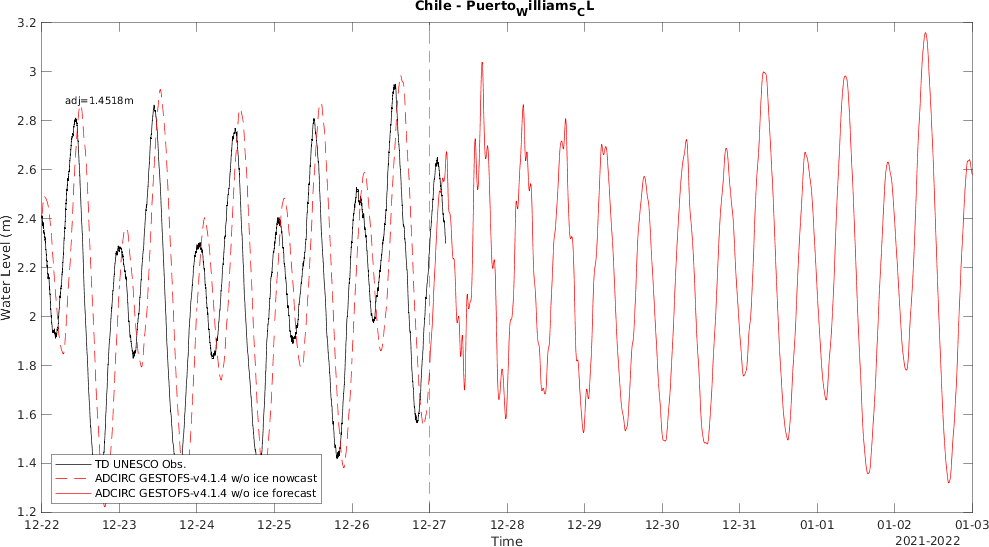 Chile - Puerto_Williams_CL
3.2
3
2.8
2.6
2.4
2.2
2
1.8
1.6
1.4
1.2
Water Level (m)
adj=1.4518m
TD UNESCO Obs.
ADCIRC GESTOFS-v4.1.4 w/o ice nowcast
ADCIRC GESTOFS-v4.1.4 w/o ice forecast
12-22 12-23 12-24 12-25 12-26 12-27 12-28 12-29 12-30 12-31 01-01 01-02 01-03
Time
2021-2022